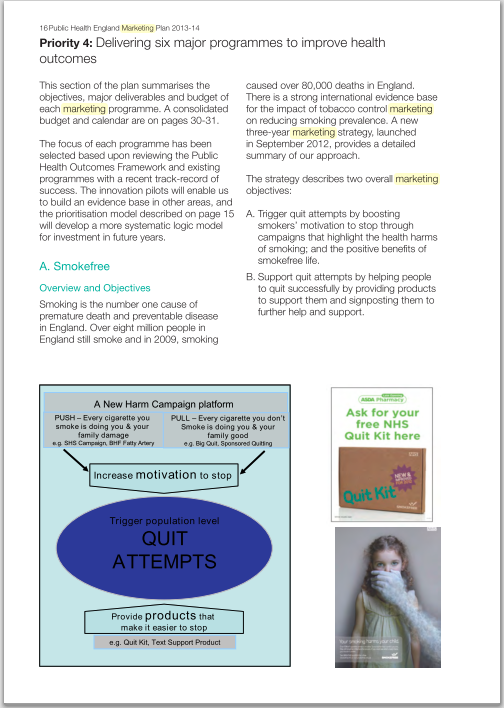 16 Public Health England Marketing Plan 2013-14
Priority 4: Delivering six major programmes to improve health
outcomes
This section of the plan summarises the
objectives, major deliverables and budget of
each marketing programme. A consolidated
budget and calendar are on pages 30-31.
The focus of each programme has been
selected based upon reviewing the Public
Health Outcomes Framework and existing
programmes with a recent track-record of
success. The innovation pilots will enable us
to build an evidence base in other areas, and
the prioritisation model described on page 15
will develop a more systematic logic model
for investment in future years.
A. Smokefree
Overview and Objectives
Smoking is the number one cause of
premature death and preventable disease
in England. Over eight million people in
England still smoke and in 2009, smoking
caused over 80,000 deaths in England.
There is a strong international evidence base
for the impact of tobacco control marketing
on reducing smoking prevalence. A new
three-year marketing strategy, launched
in September 2012, provides a detailed
summary of our approach.
The strategy describes two overall marketing
objectives:
A. Trigger quit attempts by boosting
smokers' motivation to stop through
campaigns that highlight the health harms
of smoking; and the positive benefits of
smokefree life.
B. Support quit attempts by helping people
to quit successfully by providing products
to support them and signposting them to
further help and support.
A New Harm Campaign platform
PUSH – Every cigarette you
smoke is doing you & your
family damage
e.g. SHS Campaign, BHF Fatty Artery
PULL – Every cigarette you don't
Smoke is doing you & your
family good
e.g. Big Quit, Sponsored Quitting
Increase motivation to stop
Trigger population level
QUIT
ATTEMPTS
Provide products that
make it easier to stop
e.g. Quit Kit, Text Support Product
ASDA Pharmacy
Ask for your
free NHS
Quit Kit here
NEW &
Quit Kit